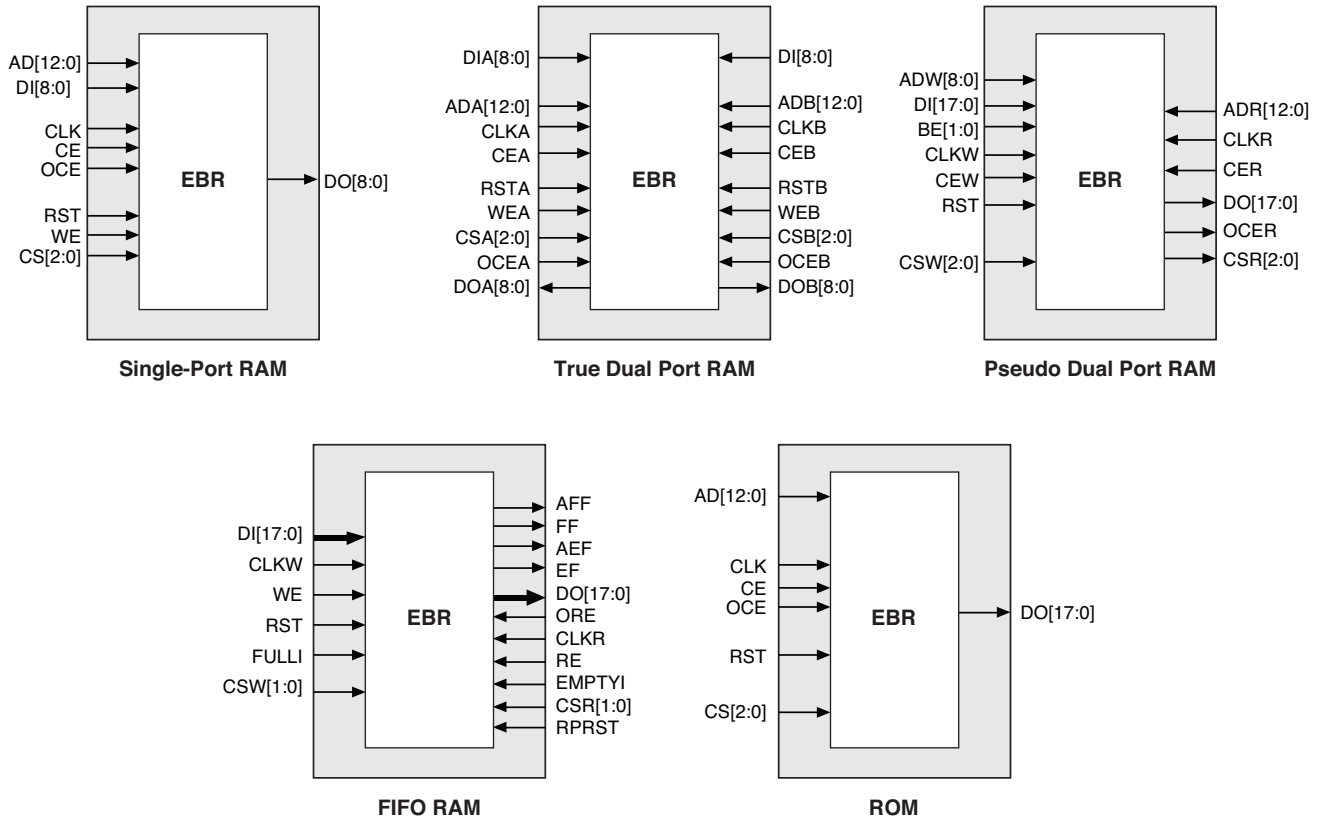 AD[12:0]
DI[8:0]
CLK
CE
OCE
RST
WE
CS[2:0]
EBR
DO[8:0]
Single-Port RAM
DIA[8:0]
ADA[12:0]
CLKA
CEA
RSTA
WEA
CSA[2:0]
OCEA
DOA[8:0]
EBR
DI[8:0]
ADB[12:0]
CLKB
CEB
RSTB
WEB
CSB[2:0]
OCEB
DOB[8:0]
True Dual Port RAM
ADW[8:0]
DI[17:0]
BE[1:0]
CLKW
CEW
RST
CSW[2:0]
EBR
ADR[12:0]
CLKR
CER
DO[17:0]
OCER
CSR[2:0]
Pseudo Dual Port RAM
DI[17:0]
CLKW
WE
RST
FULLI
CSW[1:0]
EBR
AFF
FF
AEF
EF
DO[17:0]
ORE
CLKR
RE
EMPTYI
CSR[1:0]
RPRST
FIFO RAM
AD[12:0]
CLK
CE
OCE
RST
CS[2:0]
EBR
DO[17:0]
ROM